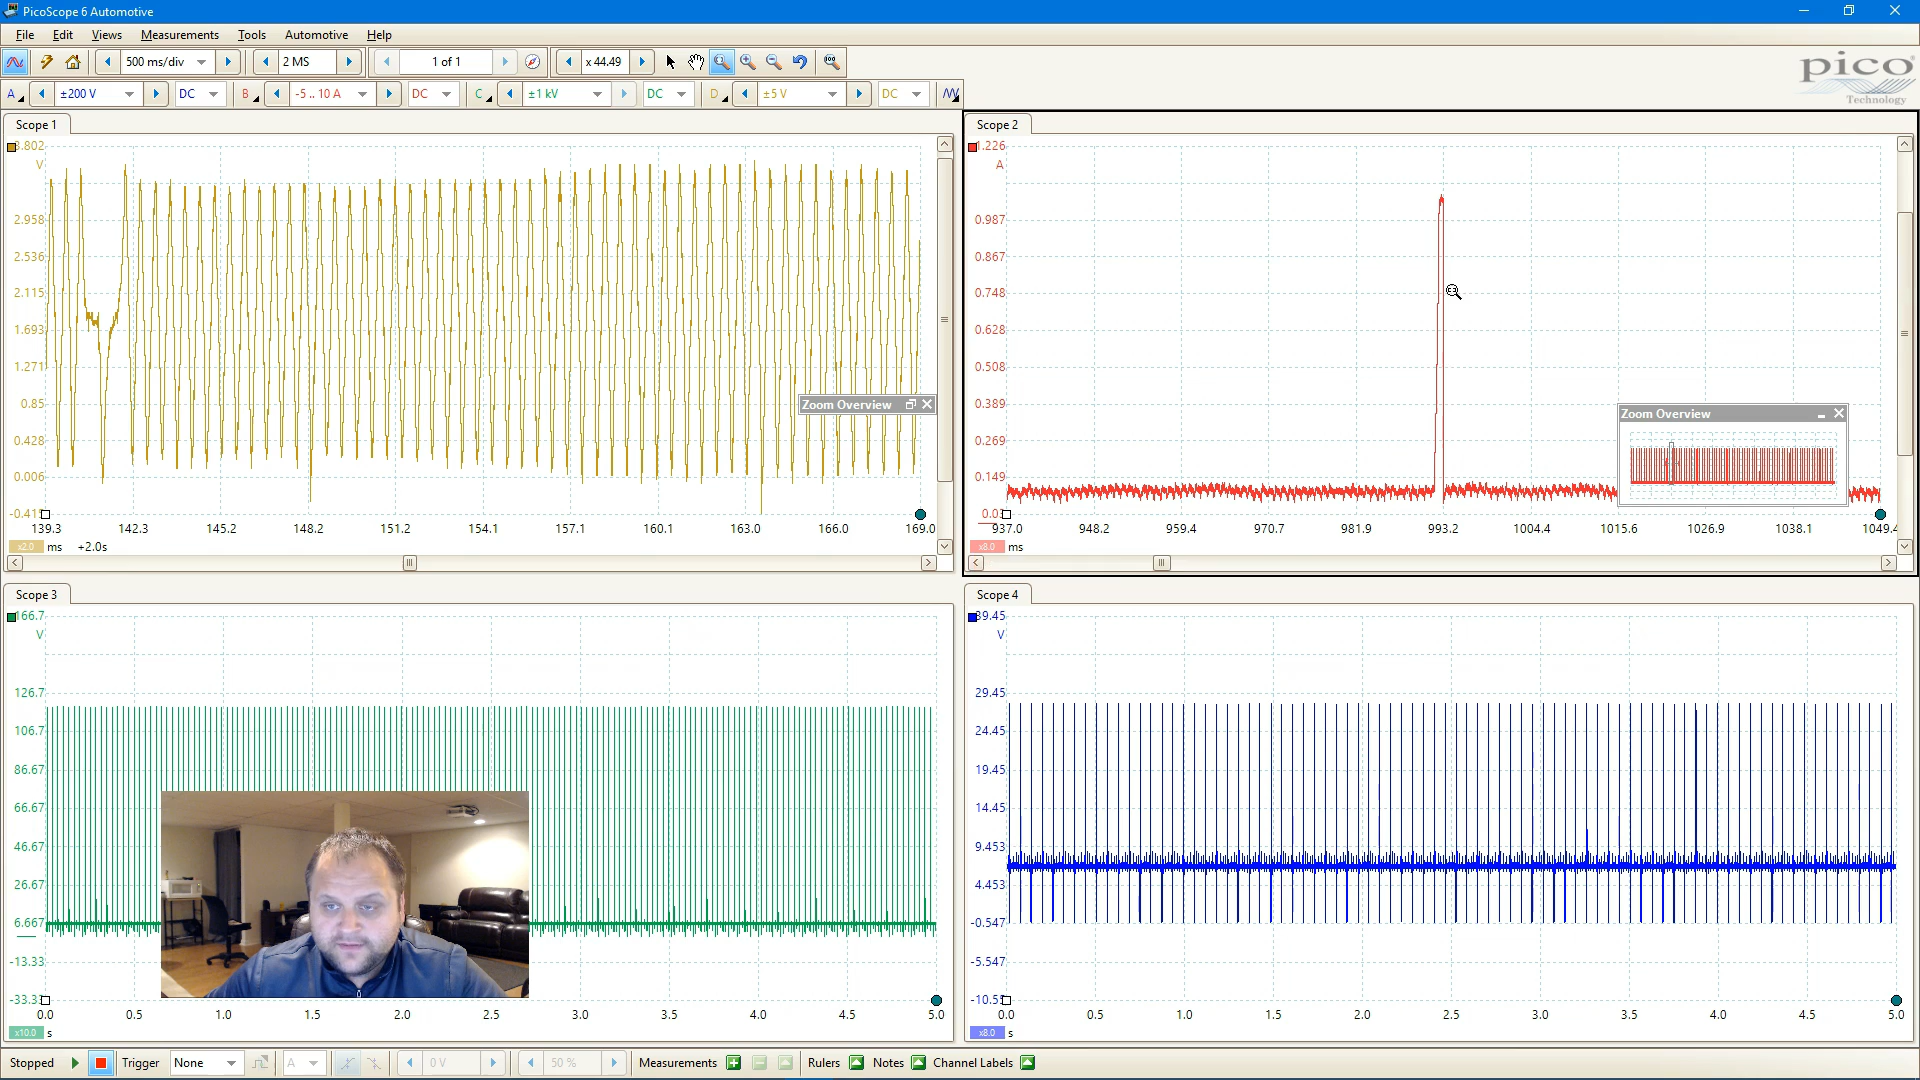 PicoScope 6 Automotive
File Edit Views Measurements Tools Automotive Help
500 ms/div 2 MS 1 of 1 x 44.49
A ±200 V DC B -5 .. 10 A DC C ±1 kV DC D ±5 V DC
pico
Technology
Scope 1
3.802
V
2.958
2.536
2.115
1.693
1.271
0.85
0.428
0.006
139.3 142.3 145.2 148.2 151.2 154.1 157.1 160.1 163.0 166.0 169.0
x2.0 ms +2.0s
Zoom Overview
Scope 2
1.226
A
0.987
0.867
0.748
0.628
0.508
0.389
0.269
0.149
937.0 948.2 959.4 970.7 981.9 993.2 1004.4 1015.6 1026.9 1038.1 1049.4
x8.0 ms
Zoom Overview
Scope 3
166.7
V
126.7
106.7
86.67
66.67
46.67
26.67
6.667
-13.33
-33.33
0.0 0.5 1.0 1.5 2.0 2.5 3.0 3.5 4.0 4.5 5.0
x10.0 s
Scope 4
39.45
V
29.45
24.45
19.45
14.45
9.453
4.453
-0.547
-5.547
-10.55
0.0 0.5 1.0 1.5 2.0 2.5 3.0 3.5 4.0 4.5 5.0
x8.0 s
Stopped Trigger None A 0 V 50 % Measurements Rulers Notes Channel Labels